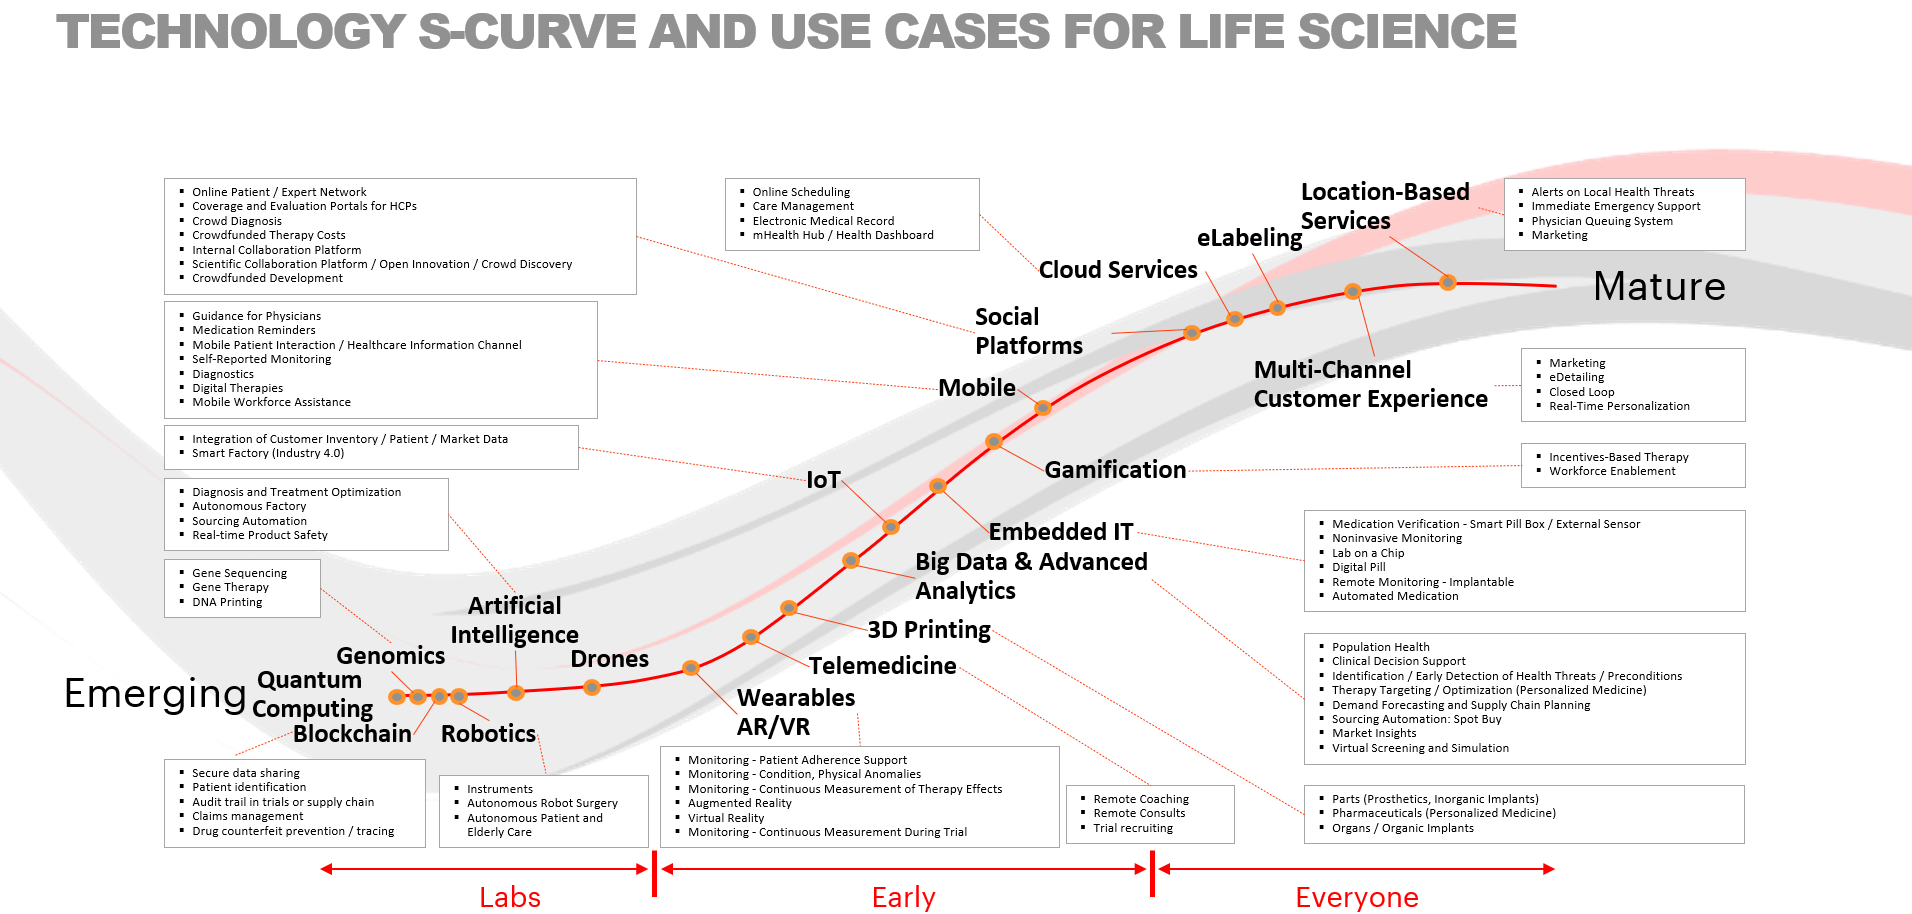 TECHNOLOGY S-CURVE AND USE CASES FOR LIFE SCIENCE
Online Patient / Expert Network
Coverage and Evaluation Portals for HCPs
Crowd Diagnosis
Crowdfunded Therapy Costs
Internal Collaboration Platform
Scientific Collaboration Platform / Open Innovation / Crowd Discovery
Crowdfunded Development
Online Scheduling
Care Management
Electronic Medical Record
mHealth Hub / Health Dashboard
Location-Based
Services
Alerts on Local Health Threats
Immediate Emergency Support
Physician Queuing System
Marketing
eLabeling
Cloud Services
Mature
Social
Platforms
Guidance for Physicians
Medication Reminders
Mobile Patient Interaction / Healthcare Information Channel
Self-Reported Monitoring
Diagnostics
Digital Therapies
Mobile Workforce Assistance
Mobile
Multi-Channel
Customer Experience
Marketing
eDetailing
Closed Loop
Real-Time Personalization
Integration of Customer Inventory / Patient / Market Data
Smart Factory (Industry 4.0)
IoT
Gamification
Incentives-Based Therapy
Workforce Enablement
Diagnosis and Treatment Optimization
Autonomous Factory
Sourcing Automation
Real-time Product Safety
Embedded IT
Medication Verification - Smart Pill Box / External Sensor
Noninvasive Monitoring
Lab on a Chip
Digital Pill
Remote Monitoring - Implantable
Automated Medication
Big Data & Advanced
Analytics
Gene Sequencing
Gene Therapy
DNA Printing
Artificial
Intelligence
3D Printing
Population Health
Clinical Decision Support
Identification / Early Detection of Health Threats / Preconditions
Therapy Targeting / Optimization (Personalized Medicine)
Demand Forecasting and Supply Chain Planning
Sourcing Automation: Spot Buy
Market Insights
Virtual Screening and Simulation
Genomics
Drones
Telemedicine
Emerging
Quantum
Computing
Wearables
AR/VR
Blockchain
Robotics
Secure data sharing
Patient identification
Audit trail in trials or supply chain
Claims management
Drug counterfeit prevention / tracing
Instruments
Autonomous Robot Surgery
Autonomous Patient and
Elderly Care
Monitoring - Patient Adherence Support
Monitoring - Condition, Physical Anomalies
Monitoring - Continuous Measurement of Therapy Effects
Augmented Reality
Virtual Reality
Monitoring - Continuous Measurement During Trial
Remote Coaching
Remote Consults
Trial recruiting
Parts (Prosthetics, Inorganic Implants)
Pharmaceuticals (Personalized Medicine)
Organs / Organic Implants
Labs
Early
Everyone